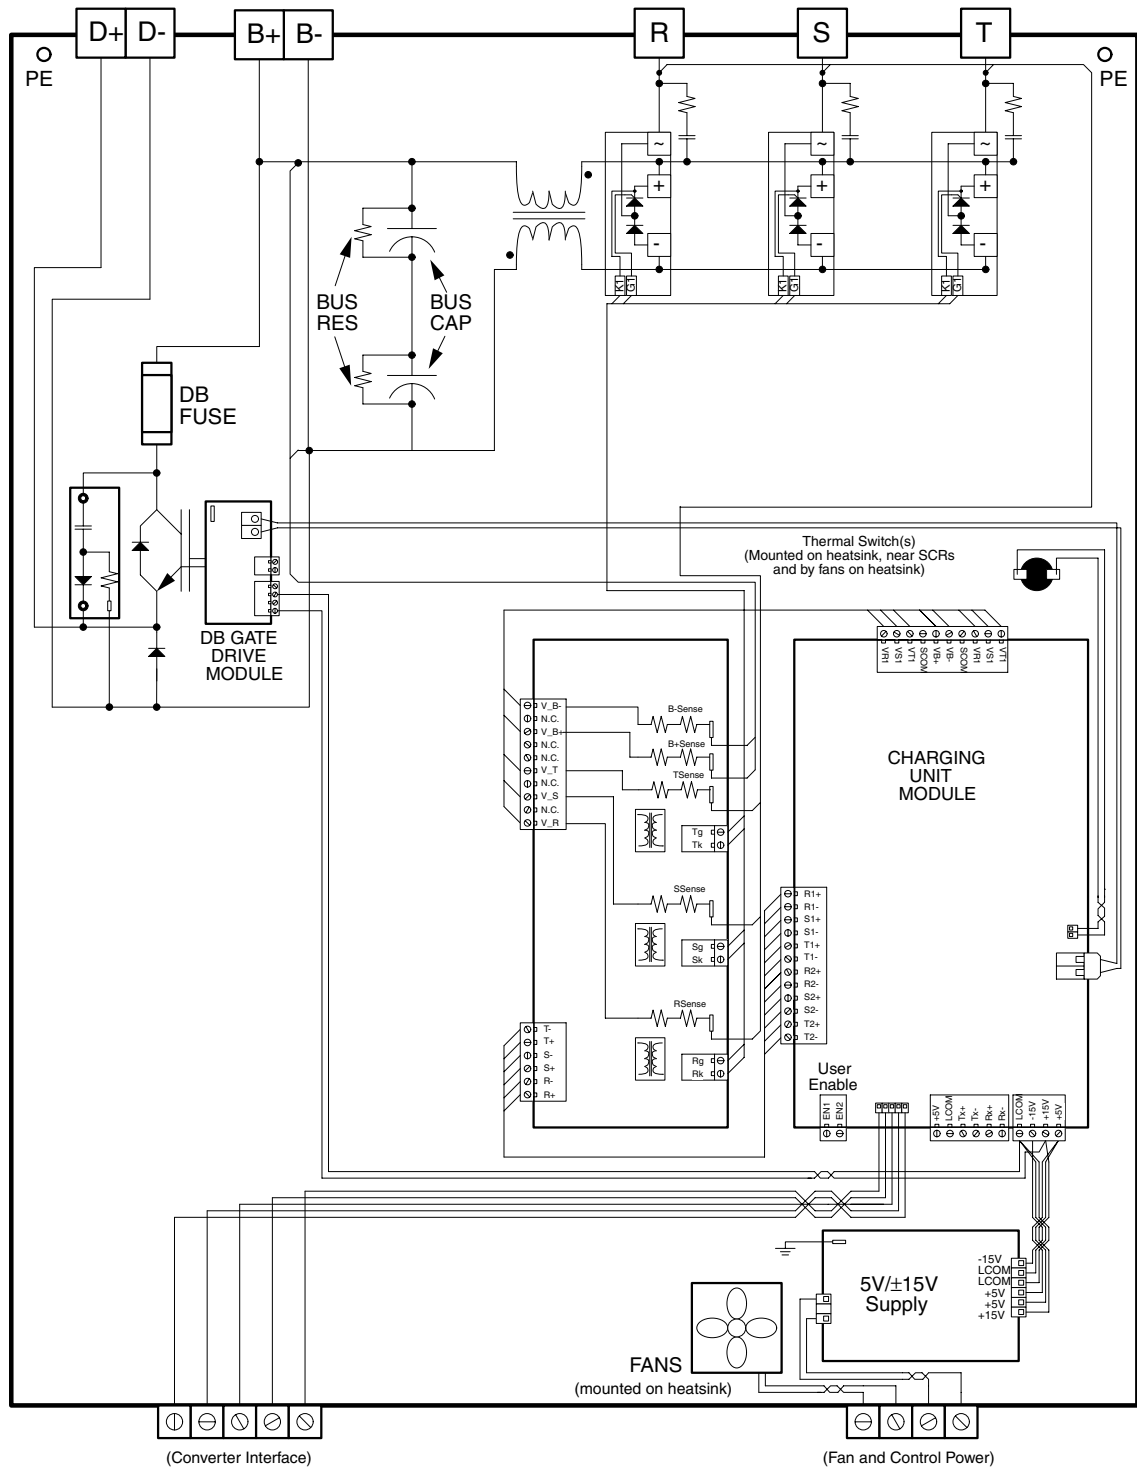 D+ D- B+ B- R S T
PE
PE
~ ~ ~
+ + +
- - -
K1 G1 K1 G1 K1 G1
BUS
RES
BUS
CAP
DB
FUSE
Thermal Switch(s)
(Mounted on heatsink, near SCRs
and by fans on heatsink)
DB GATE
DRIVE
MODULE
VR1 VS1 VT1 SCOM VB+ VB- SCOM VR1 VS1 VT1
V_B-
N.C.
V_B+
N.C.
N.C.
V_T
N.C.
V_S
N.C.
V_R
B-Sense
B+Sense
TSense
Tg
Tk
SSense
Sg
Sk
RSense
Rg
Rk
T-
T+
S-
S+
R-
R+
CHARGING
UNIT
MODULE
R1+
R1-
S1+
S1-
T1+
T1-
R2+
R2-
S2+
S2-
T2+
T2-
User
Enable
EN1 EN2
+5V LCOM Tx+ Tx- Rx+ Rx-
LCOM -15V +15V +5V
5V/±15V
Supply
-15V
LCOM
LCOM
+5V
+5V
+15V
FANS
(mounted on heatsink)
(Converter Interface)
(Fan and Control Power)